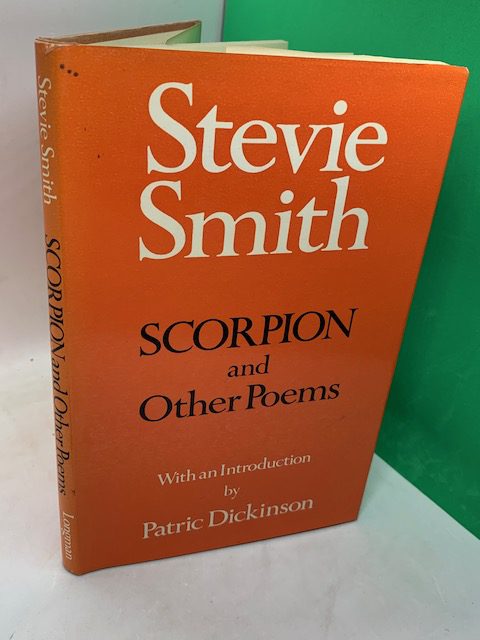 Stevie
Smith
SCORPION
and
Other Poems
With an Introduction
by
Patric Dickinson
Stevie Smith
SCORPION and Other Poems
Longman